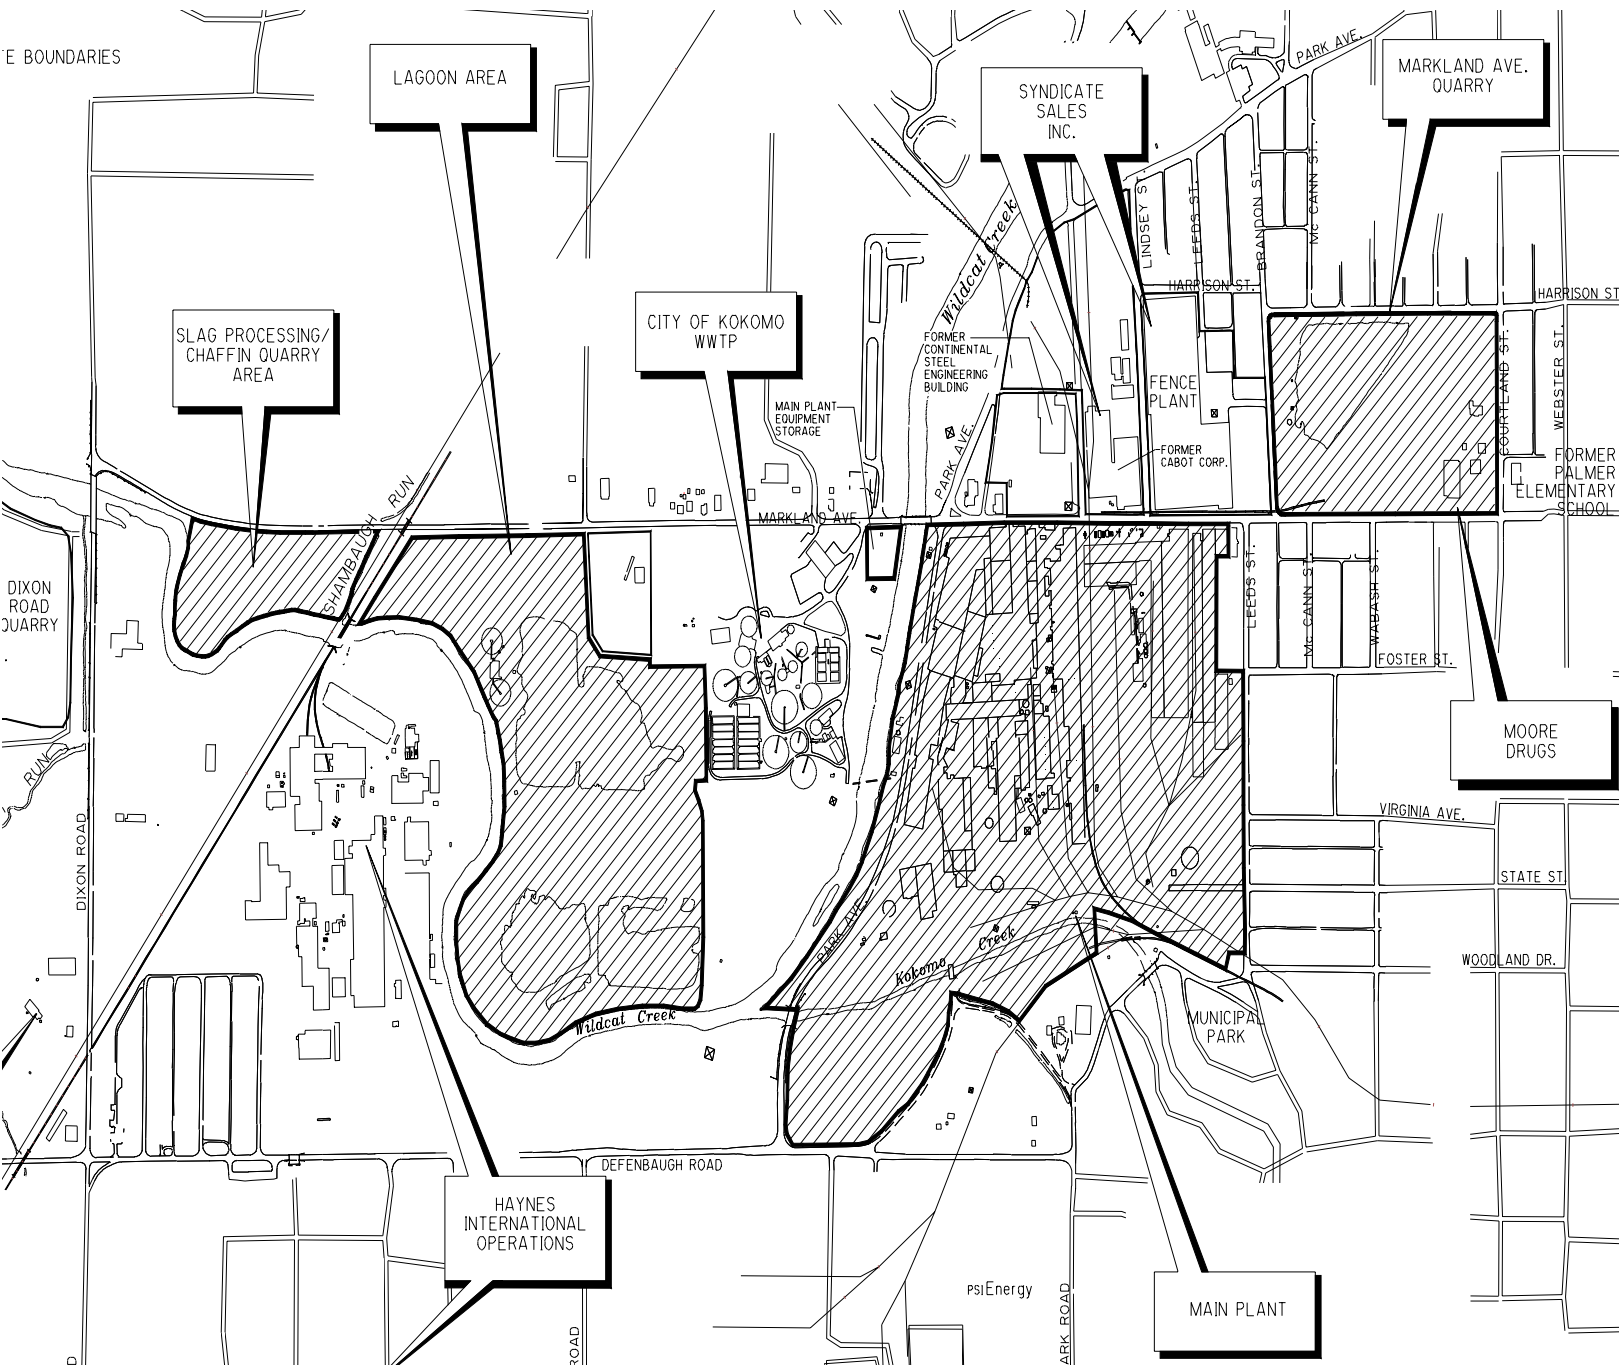 E BOUNDARIES
LAGOON AREA
SYNDICATE
SALES
INC.
PARK AVE.
MARKLAND AVE.
QUARRY
LINDSEY ST.
LEEDS ST.
BRANDON ST.
Mc CANN ST.
Wildcat Creek
HARRISON ST.
HARRISON ST
SLAG PROCESSING/
CHAFFIN QUARRY
AREA
CITY OF KOKOMO
WWTP
FORMER
CONTINENTAL
STEEL
ENGINEERING
BUILDING
MAIN PLANT
EQUIPMENT
STORAGE
FENCE
PLANT
FORMER
CABOT CORP.
PARK AVE.
COURTLAND ST.
WEBSTER ST.
FORMER
PALMER
ELEMENTARY
SCHOOL
MARKLAND AVE
SHAMBAUGH RUN
DIXON
ROAD
QUARRY
LEEDS ST.
Mc CANN ST.
WABASH ST.
FOSTER ST.
MOORE
DRUGS
RUN
DIXON ROAD
VIRGINIA AVE.
STATE ST.
WOODLAND DR.
PARK AVE.
Kokomo Creek
Wildcat Creek
MUNICIPAL
PARK
DEFENBAUGH ROAD
HAYNES
INTERNATIONAL
OPERATIONS
PSIEnergy
MAIN PLANT
ROAD
ARK ROAD
D